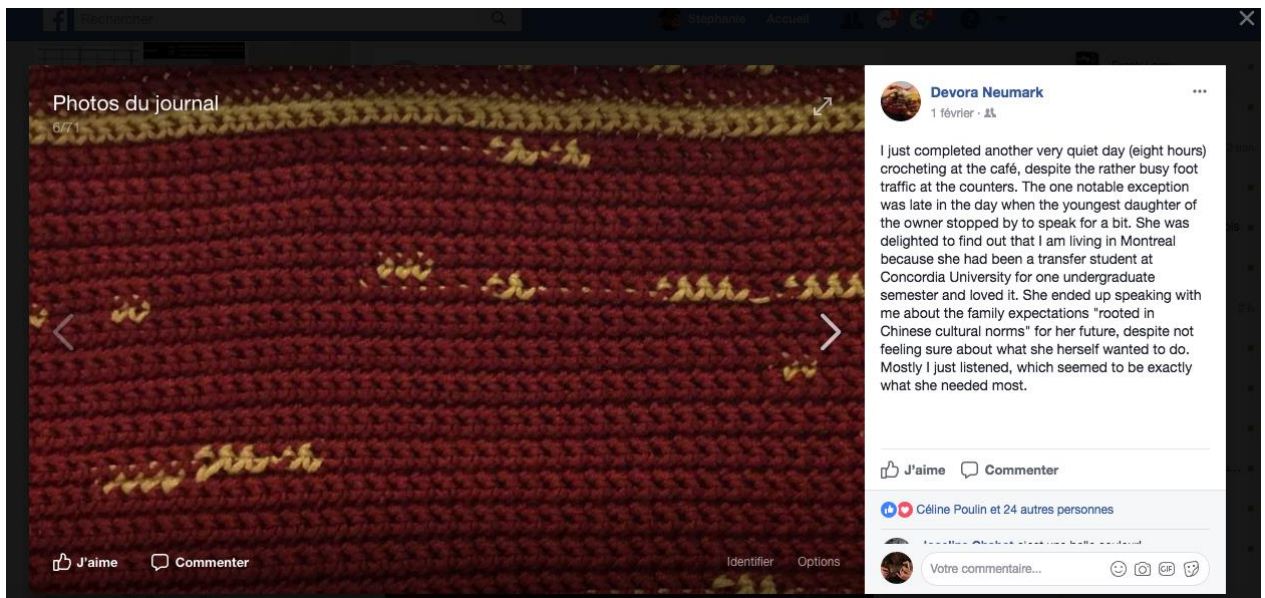 Rechercher
Stéphanie Accueil
Photos du journal
6/71
Devora Neumark
1 février
I just completed another very quiet day (eight hours)
crocheting at the café, despite the rather busy foot
traffic at the counters. The one notable exception
was late in the day when the youngest daughter of
the owner stopped by to speak for a bit. She was
delighted to find out that I am living in Montreal
because she had been a transfer student at
Concordia University for one undergraduate
semester and loved it. She ended up speaking with
me about the family expectations "rooted in
Chinese cultural norms" for her future, despite not
feeling sure about what she herself wanted to do.
Mostly I just listened, which seemed to be exactly
what she needed most.
J'aime Commenter
Céline Poulin et 24 autres personnes
Votre commentaire...
GIF
J'aime Commenter
Identifier Options